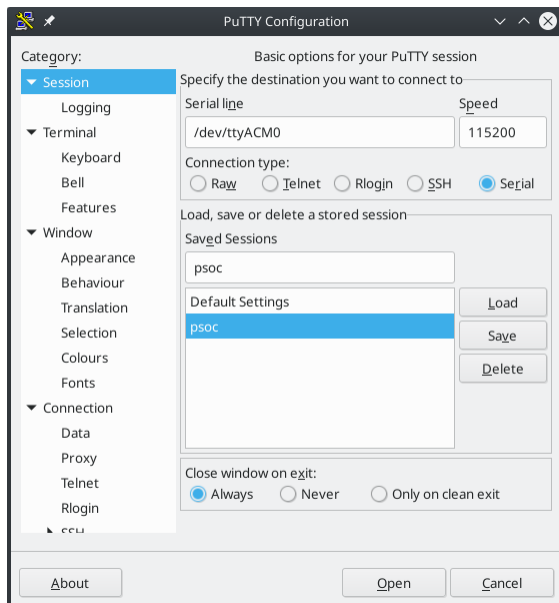 PuTTY Configuration
Category:
Session
Logging
Terminal
Keyboard
Bell
Features
Window
Appearance
Behaviour
Translation
Selection
Colours
Fonts
Connection
Data
Proxy
Telnet
Rlogin
SSH
Basic options for your PuTTY session
Specify the destination you want to connect to
Serial line Speed
/dev/ttyACM0 115200
Connection type:
Raw Telnet Rlogin SSH Serial
Load, save or delete a stored session
Saved Sessions
psoc
Default Settings
psoc
Load
Save
Delete
Close window on exit:
Always Never Only on clean exit
About Open Cancel